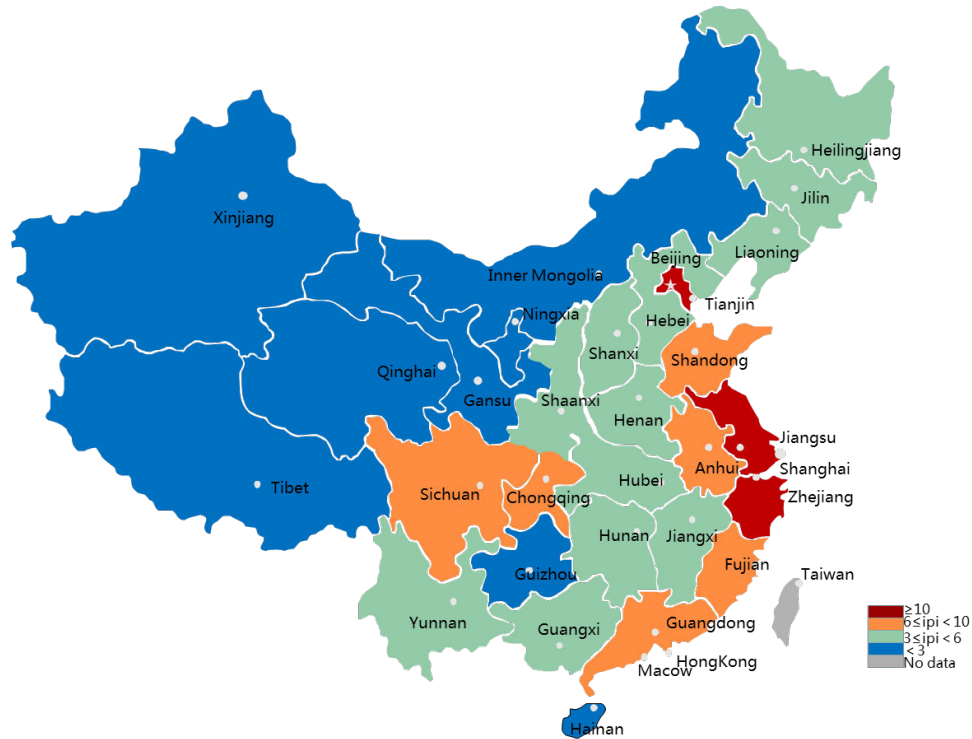 Heilingjiang
Jilin
Xinjiang
Liaoning
Beijing
Inner Mongolia
Tianjin
Ningxia
Hebei
Shanxi
Shandong
Qinghai
Gansu
Shaanxi
Henan
Jiangsu
Anhui
Shanghai
Hubei
Tibet
Sichuan
Chongqing
Zhejiang
Hunan
Jiangxi
Fujian
Guizhou
Taiwan
Yunnan
Guangxi
Guangdong
HongKong
Macow
Hainan
≥10
6≤ipi < 10
3≤ipi < 6
< 3
No data